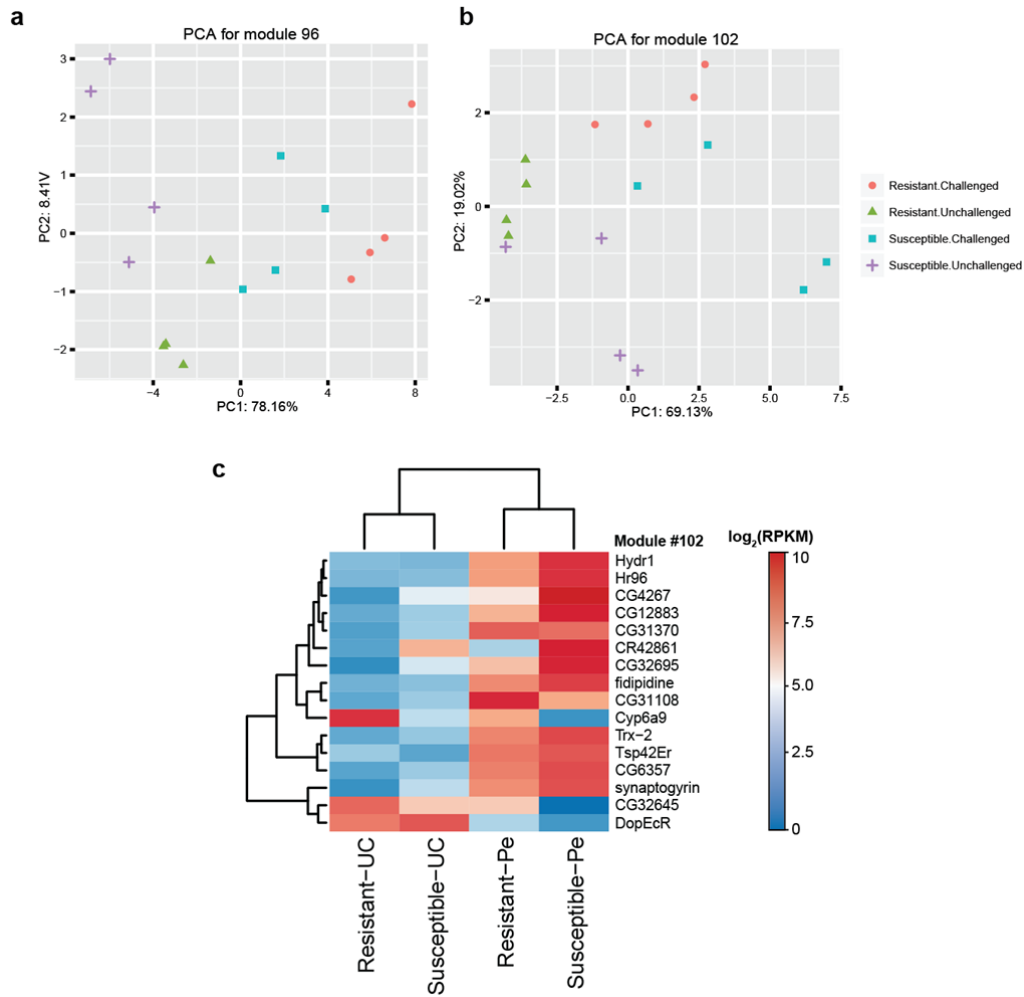 a
PCA for module 96
3
2
1
0
−1
−2
PC2: 8.41V
−4
0
4
8
PC1: 78.16%
b
PCA for module 102
2
0
−2
PC2: 19.02%
−2.5
0.0
2.5
5.0
7.5
PC1: 69.13%
Resistant.Challenged
Resistant.Unchallenged
Susceptible.Challenged
Susceptible.Unchallenged
c
Module #102
Hydr1
Hr96
CG4267
CG12883
CG31370
CR42861
CG32695
fidipidine
CG31108
Cyp6a9
Trx−2
Tsp42Er
CG6357
synaptogyrin
CG32645
DopEcR
Resistant−UC
Susceptible−UC
Resistant−Pe
Susceptible−Pe
log2(RPKM)
10
7.5
5.0
2.5
0